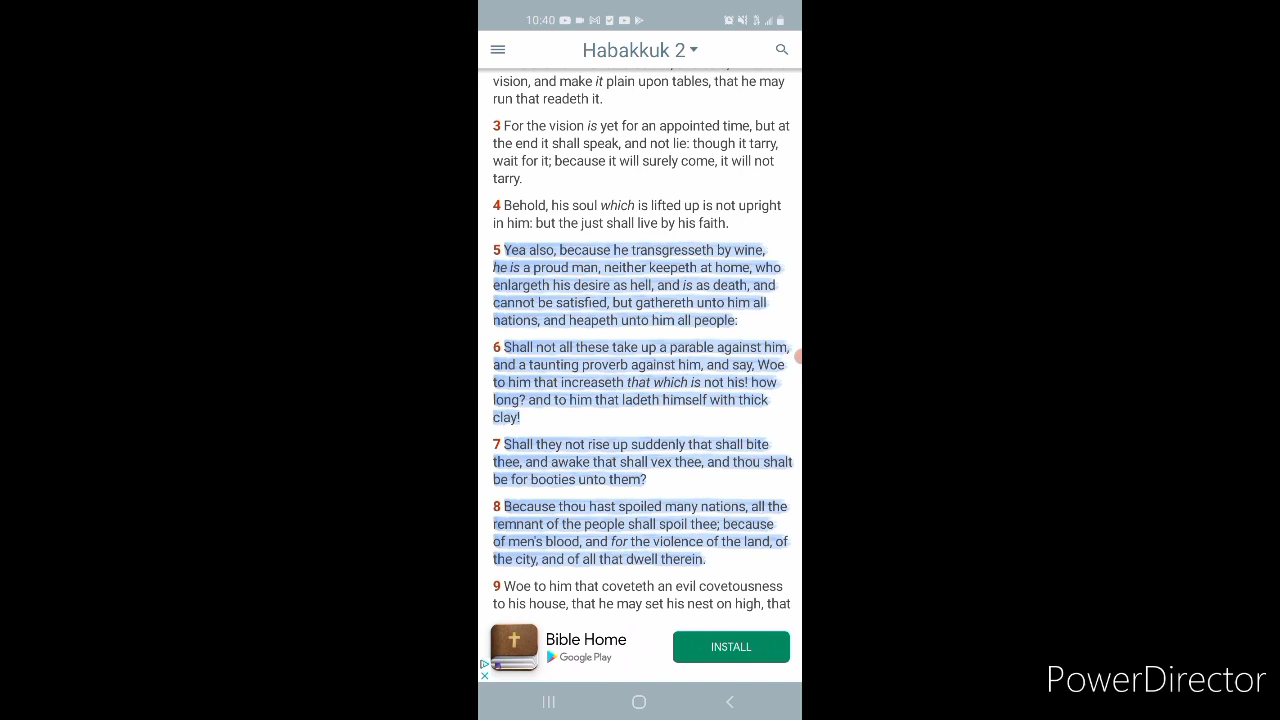 10:40
Habakkuk 2
vision, and make it plain upon tables, that he may
run that readeth it.
3 For the vision is yet for an appointed time, but at
the end it shall speak, and not lie: though it tarry,
wait for it; because it will surely come, it will not
tarry.
4 Behold, his soul which is lifted up is not upright
in him: but the just shall live by his faith.
5 Yea also, because he transgresseth by wine,
he is a proud man, neither keepeth at home, who
enlargeth his desire as hell, and is as death, and
cannot be satisfied, but gathereth unto him all
nations, and heapeth unto him all people:
6 Shall not all these take up a parable against him,
and a taunting proverb against him, and say, Woe
to him that increaseth that which is not his! how
long? and to him that ladeth himself with thick
clay!
7 Shall they not rise up suddenly that shall bite
thee, and awake that shall vex thee, and thou shalt
be for booties unto them?
8 Because thou hast spoiled many nations, all the
remnant of the people shall spoil thee; because
of men's blood, and for the violence of the land, of
the city, and of all that dwell therein.
9 Woe to him that coveteth an evil covetousness
to his house, that he may set his nest on high, that
Bible Home
Google Play
INSTALL
PowerDirector